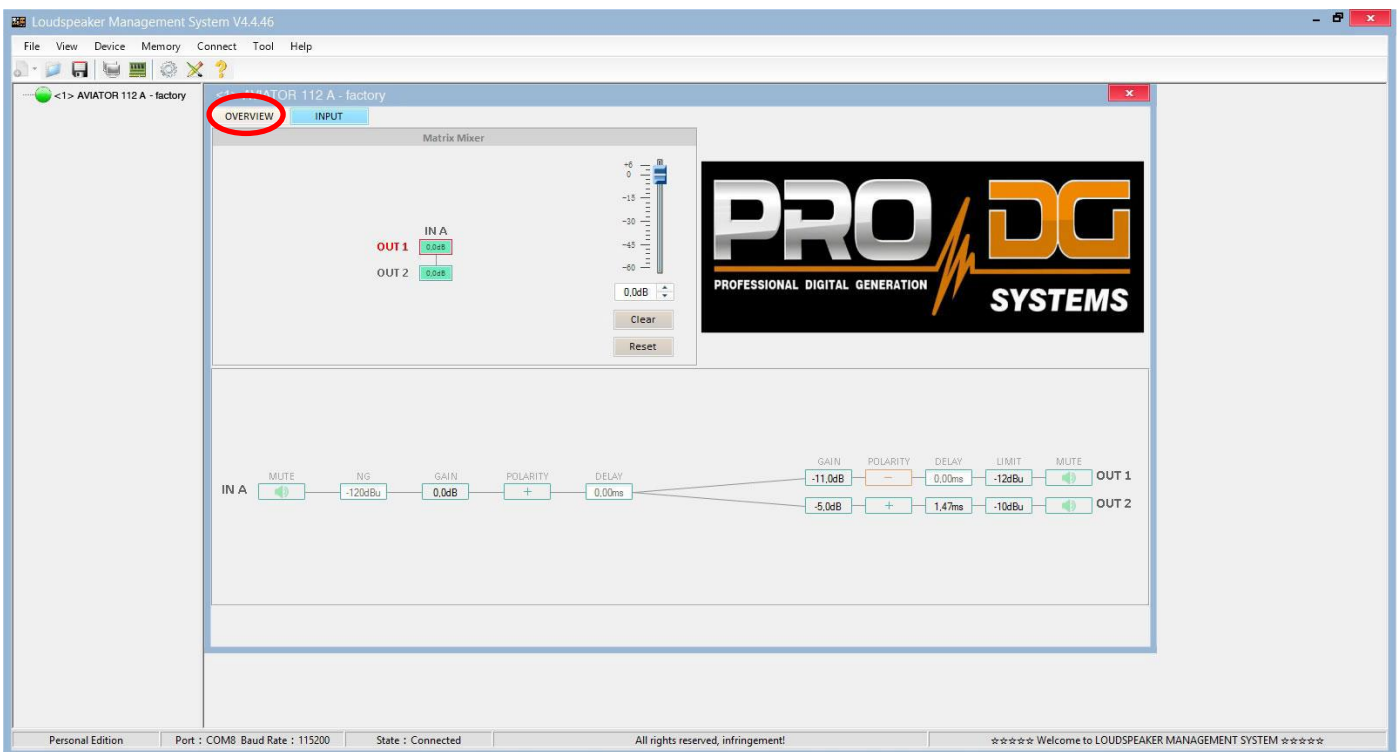 Loudspeaker Management System V4.4.46
File View Device Memory Connect Tool Help
<1> AVIATOR 112 A - factory
<1> AVIATOR 112 A - factory
OVERVIEW INPUT
Matrix Mixer
+6
0
-15
-30
-45
-60
IN A
OUT 1 0,0dB
OUT 2 0,0dB
0,0dB
Clear
Reset
PRO DG
PROFESSIONAL DIGITAL GENERATION
SYSTEMS
MUTE NG GAIN POLARITY DELAY
IN A -120dBu 0,0dB + 0,00ms
GAIN POLARITY DELAY LIMIT MUTE
-11,0dB - 0,00ms -12dBu OUT 1
-5,0dB + 1,47ms -10dBu OUT 2
Personal Edition Port : COM8 Baud Rate : 115200 State : Connected All rights reserved, infringement! ☆☆☆☆☆ Welcome to LOUDSPEAKER MANAGEMENT SYSTEM ☆☆☆☆☆